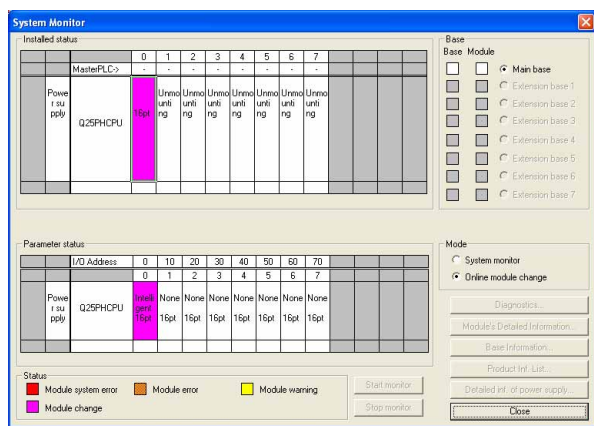 System Monitor
Installed status
0 1 2 3 4 5 6 7
MasterPLC-> - - - - - - - -
Powe
r su
pply
Q25PHCPU
16pt
Unmo Unmo Unmo Unmo Unmo Unmo Unmo
unti unti unti unti unti unti unti
ng ng ng ng ng ng ng
Base
Base Module
Main base
Extension base 1
Extension base 2
Extension base 3
Extension base 4
Extension base 5
Extension base 6
Extension base 7
Parameter status
I/O Address 0 10 20 30 40 50 60 70
0 1 2 3 4 5 6 7
Powe
r su
pply
Q25PHCPU
Intelli
gent
16pt
None None None None None None None
16pt 16pt 16pt 16pt 16pt 16pt 16pt
Mode
System monitor
Online module change
Diagnostics...
Module's Detailed Information...
Base Information...
Product Inf. List...
Detailed inf. of power supply...
Close
Status
Module system error
Module error
Module warning
Module change
Start monitor
Stop monitor